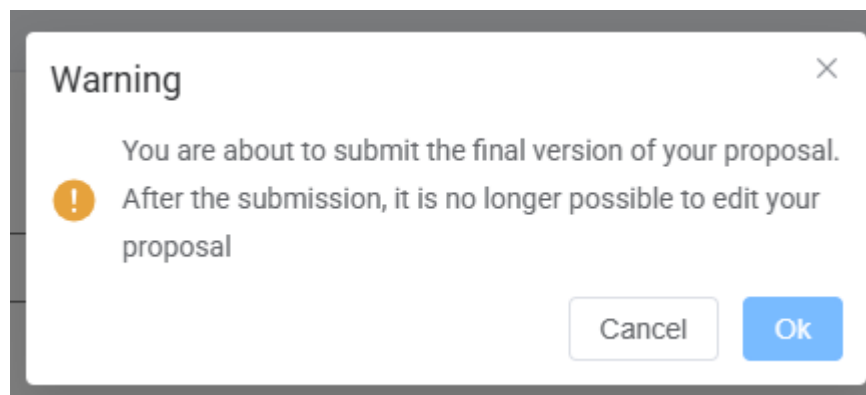 Warning
You are about to submit the final version of your proposal.
After the submission, it is no longer possible to edit your
proposal
Cancel
Ok